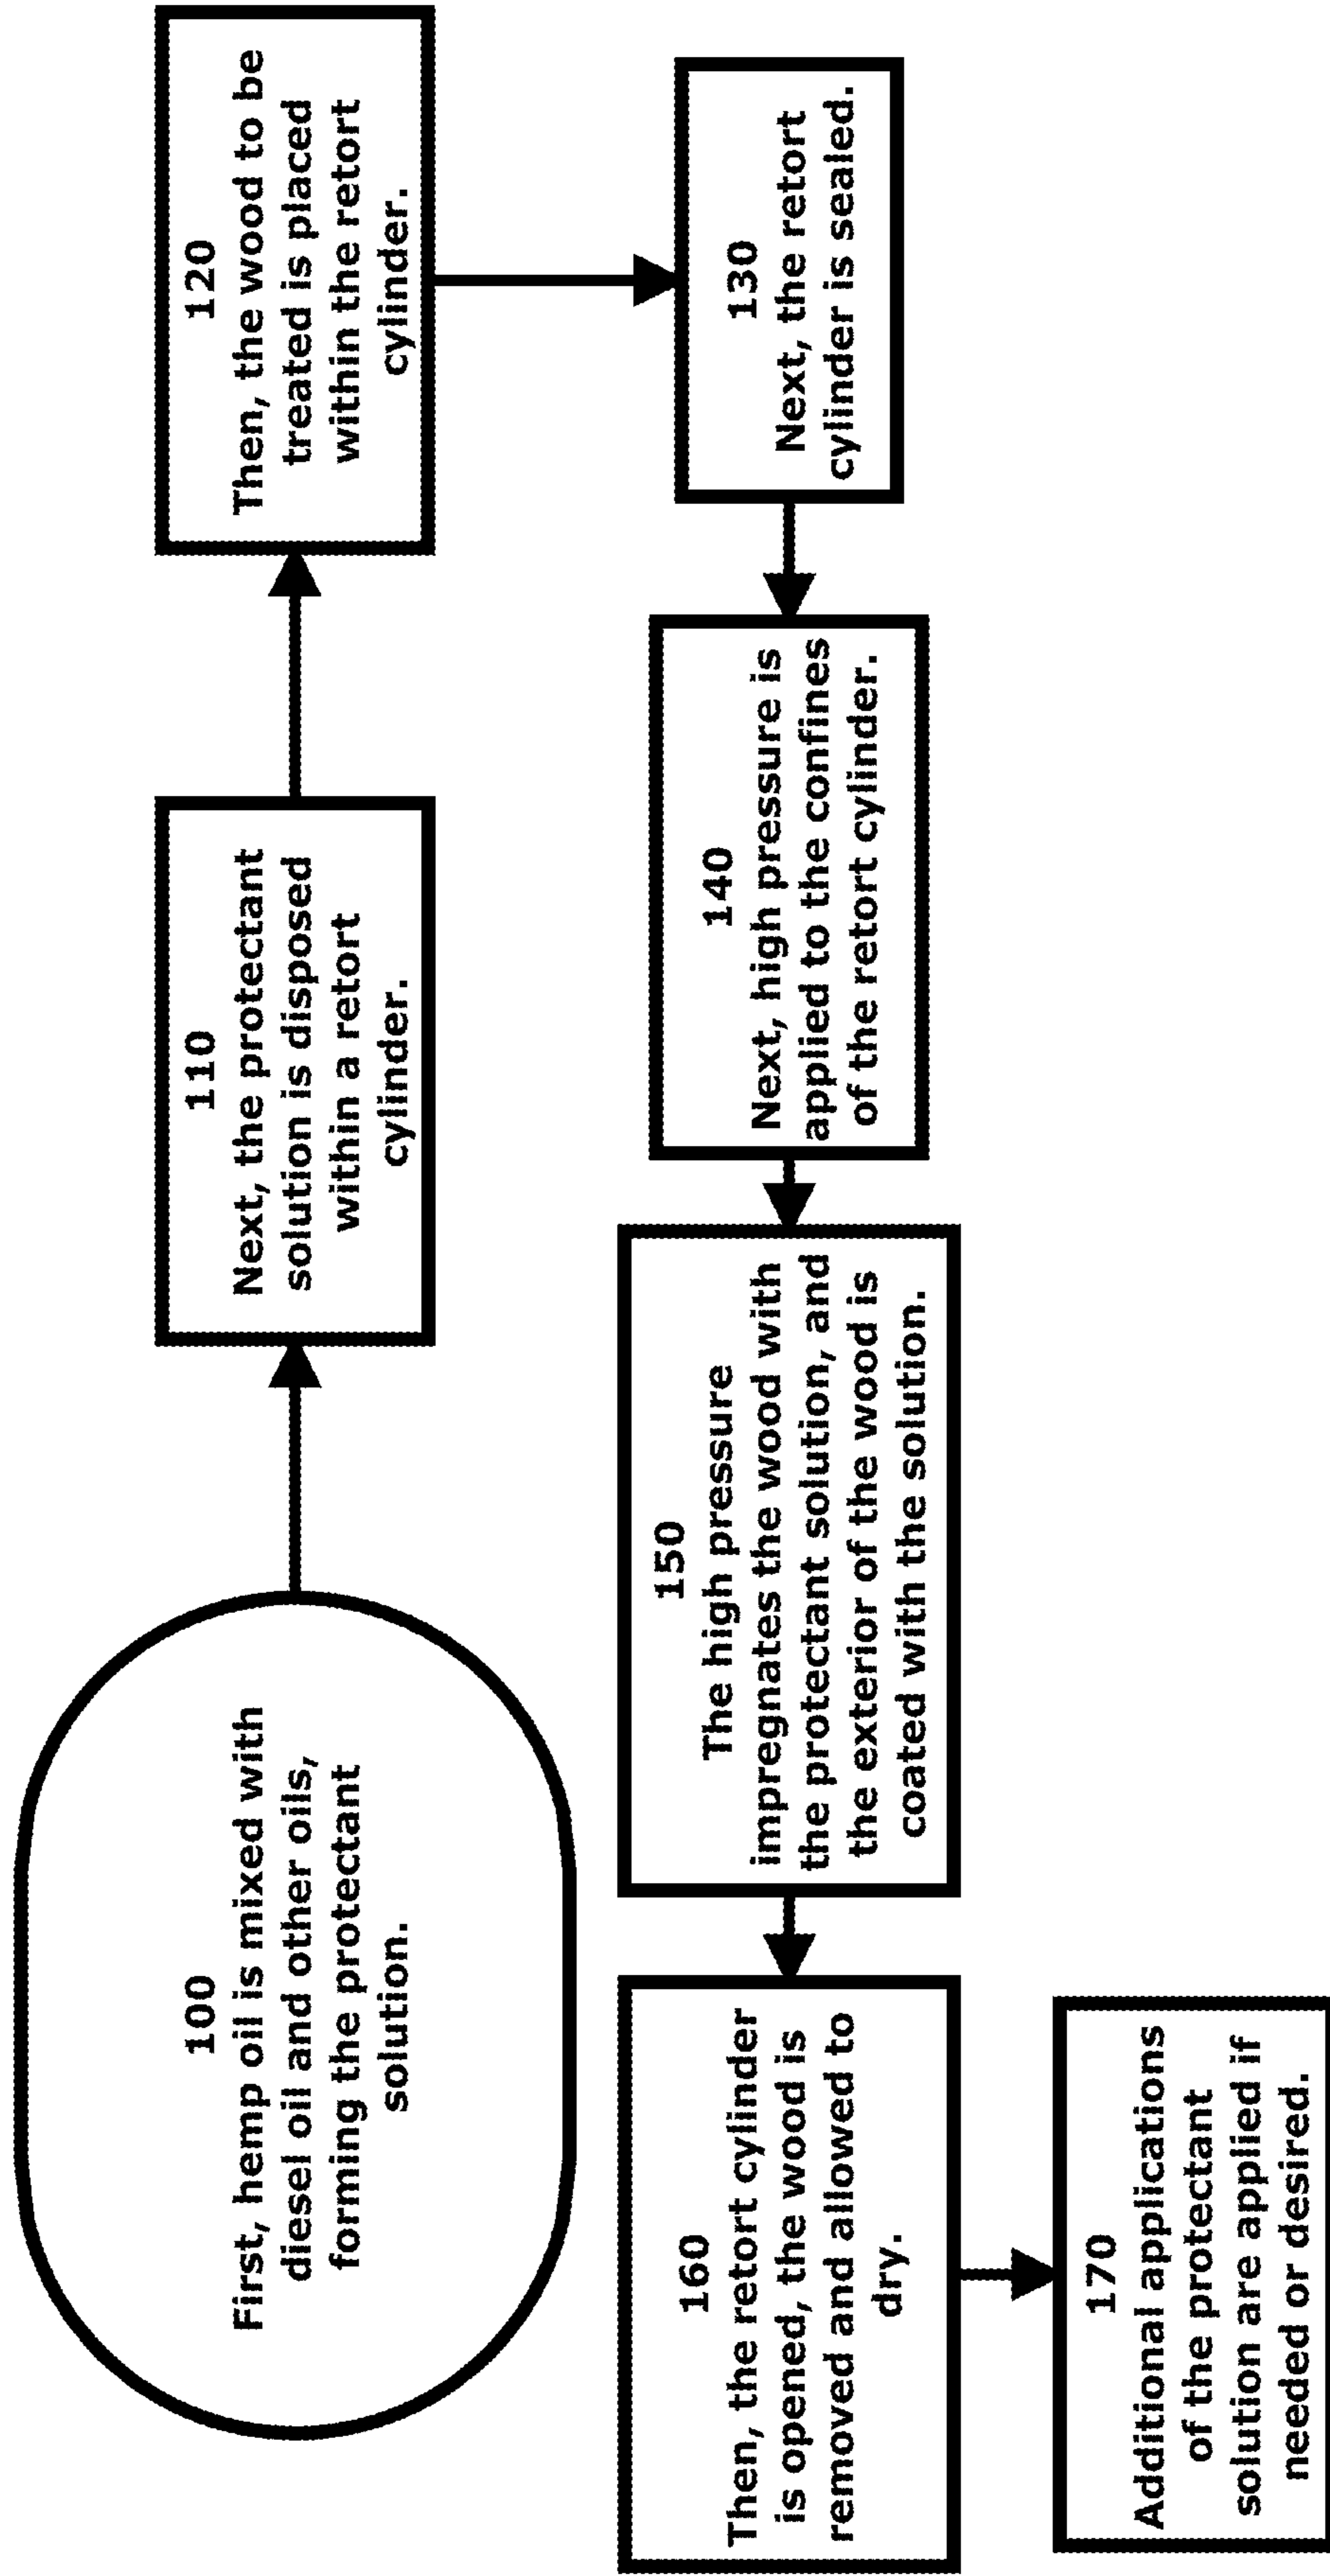 100
First, hemp oil is mixed with
diesel oil and other oils,
forming the protectant
solution.
110
Next, the protectant
solution is disposed
within a retort
cylinder.
120
Then, the wood to be
treated is placed
within the retort
cylinder.
130
Next, the retort
cylinder is sealed.
140
Next, high pressure is
applied to the confines
of the retort cylinder.
150
The high pressure
impregnates the wood with
the protectant solution, and
the exterior of the wood is
coated with the solution.
160
Then, the retort cylinder
is opened, the wood is
removed and allowed to
dry.
170
Additional applications
of the protectant
solution are applied if
needed or desired.